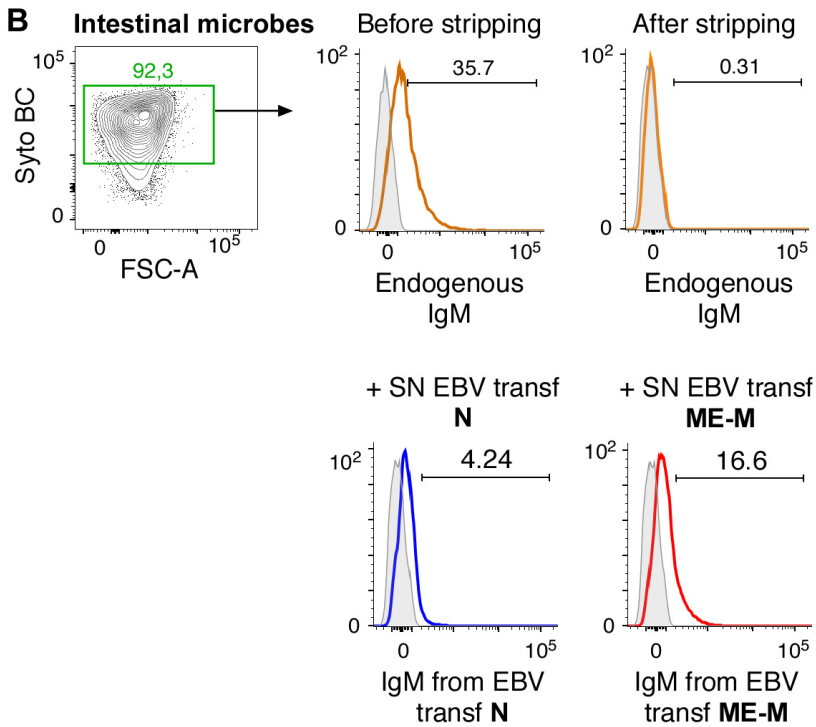 B
Intestinal microbes
Before stripping
After stripping
10⁵
92,3
Syto BC
0
0
10⁵
FSC-A
10²
35.7
0
0
10⁵
Endogenous
IgM
10²
0.31
0
0
10⁵
Endogenous
IgM
+ SN EBV transf
N
10²
4.24
0
0
10⁵
IgM from EBV
transf N
+ SN EBV transf
ME-M
10²
16.6
0
0
10⁵
IgM from EBV
transf ME-M